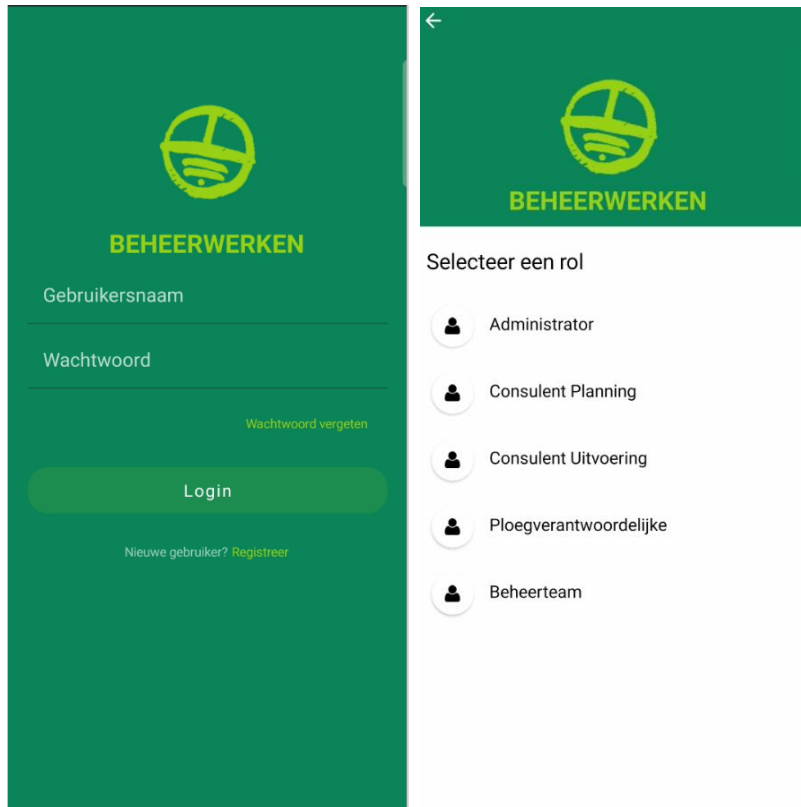 BEHEERWERKEN
Gebruikersnaam
Wachtwoord
Wachtwoord vergeten
Login
Nieuwe gebruiker? Registreer
BEHEERWERKEN
Selecteer een rol
Administrator
Consulent Planning
Consulent Uitvoering
Ploegverantwoordelijke
Beheerteam